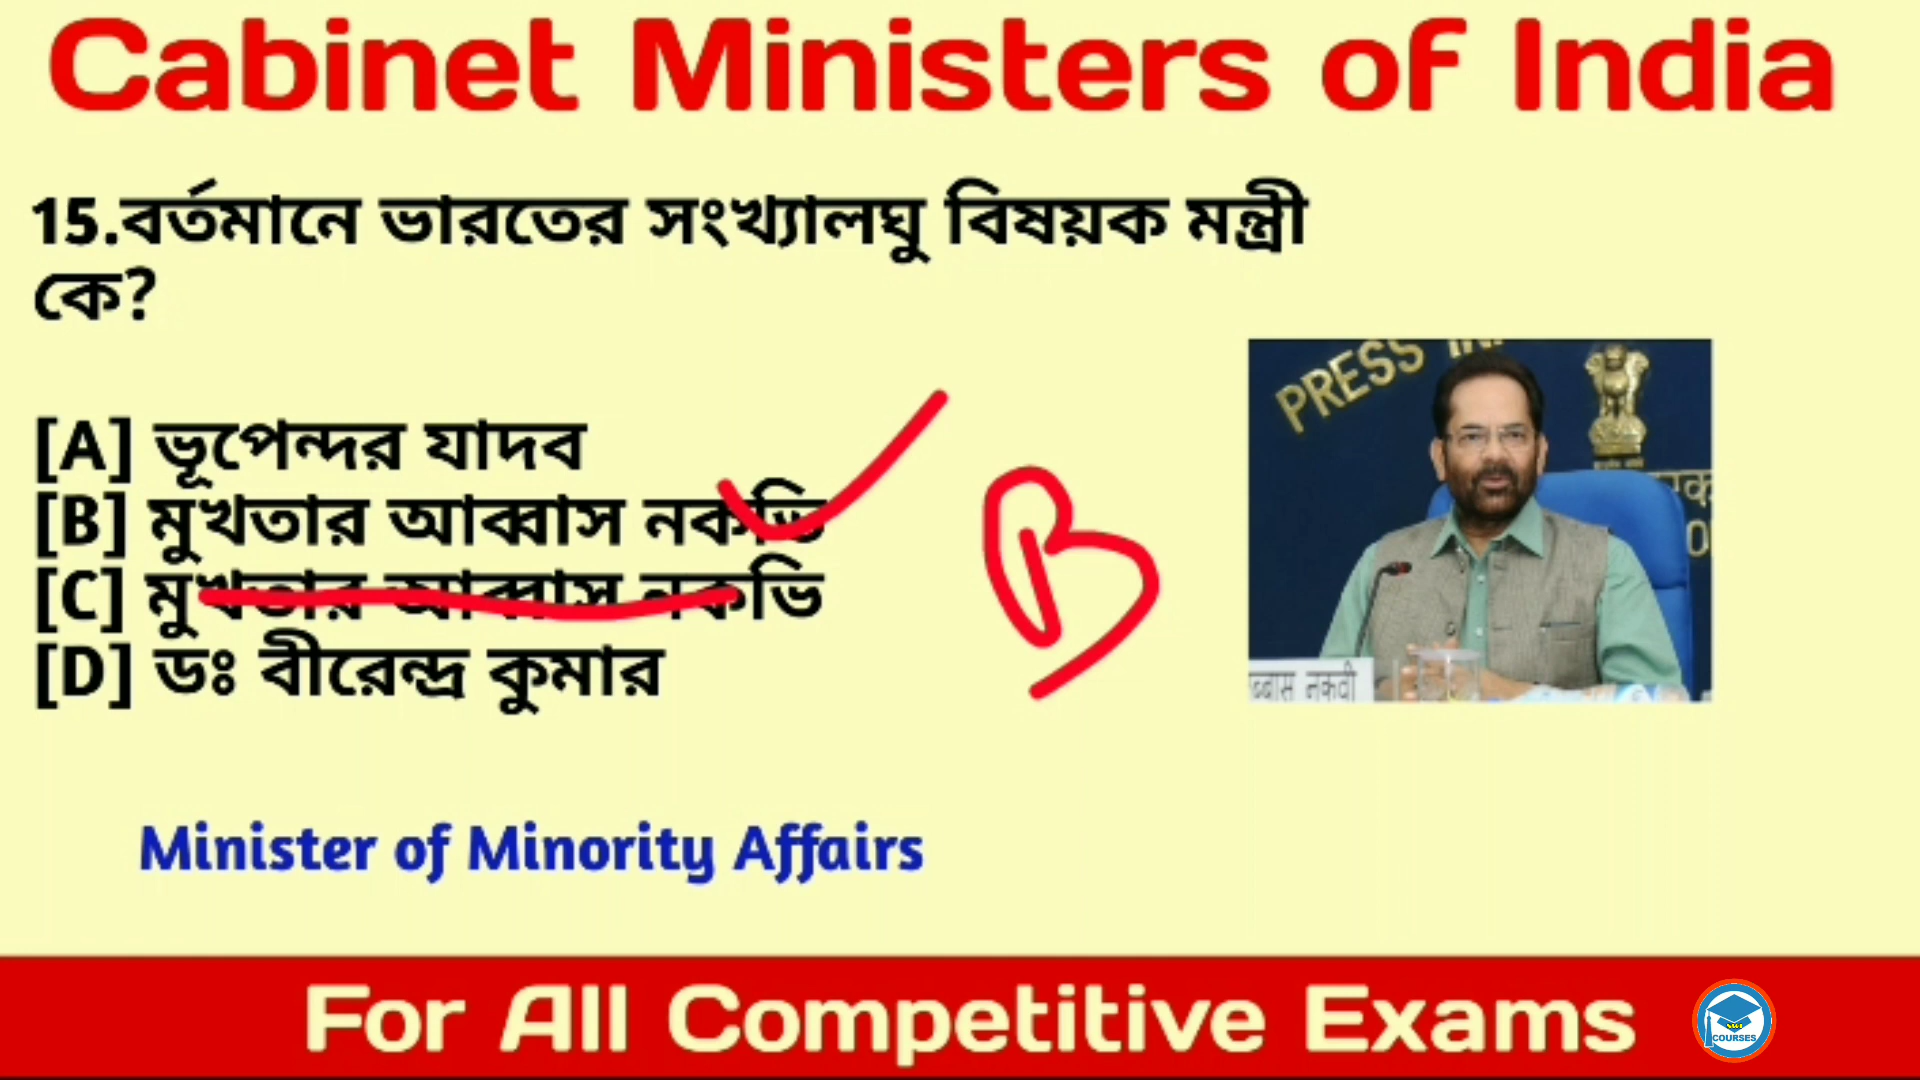 Cabinet Ministers of India
15.বর্তমানে ভারতের সংখ্যালঘু বিষয়ক মন্ত্রী
কে?
[A] ভূপেন্দর যাদব
[B] মুখতার আব্বাস নকভি
[C] মুখতার আব্বাস নকভি
[D] ডঃ বীরেন্দ্র কুমার
B
PRESS
ब्बास नकवी
Minister of Minority Affairs
For All Competitive Exams
COURSES